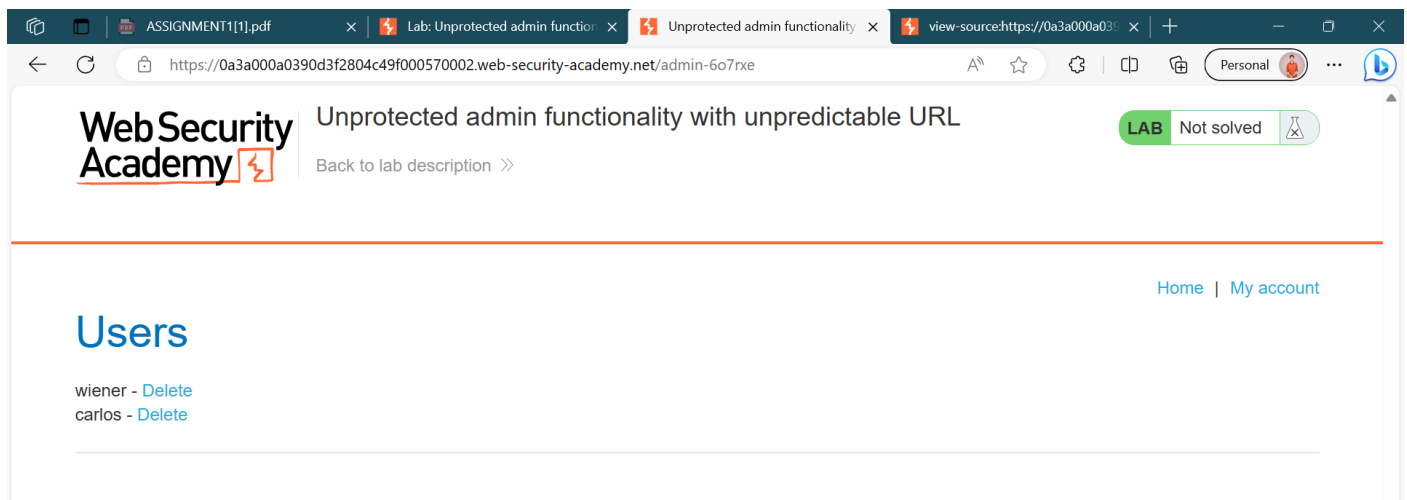 ASSIGNMENT1[1].pdf
Lab: Unprotected admin function
Unprotected admin functionality
view-source:https://0a3a000a039
https://0a3a000a0390d3f2804c49f000570002.web-security-academy.net/admin-6o7rxe
Personal
Web Security
Academy
Unprotected admin functionality with unpredictable URL
Back to lab description
LAB Not solved
Home | My account
Users
wiener - Delete
carlos - Delete